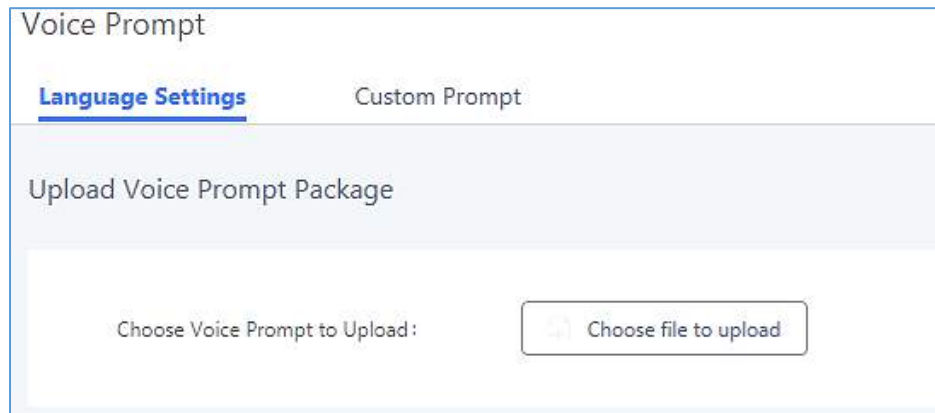 Voice Prompt
Language Settings Custom Prompt
Upload Voice Prompt Package
Choose Voice Prompt to Upload: Choose file to upload